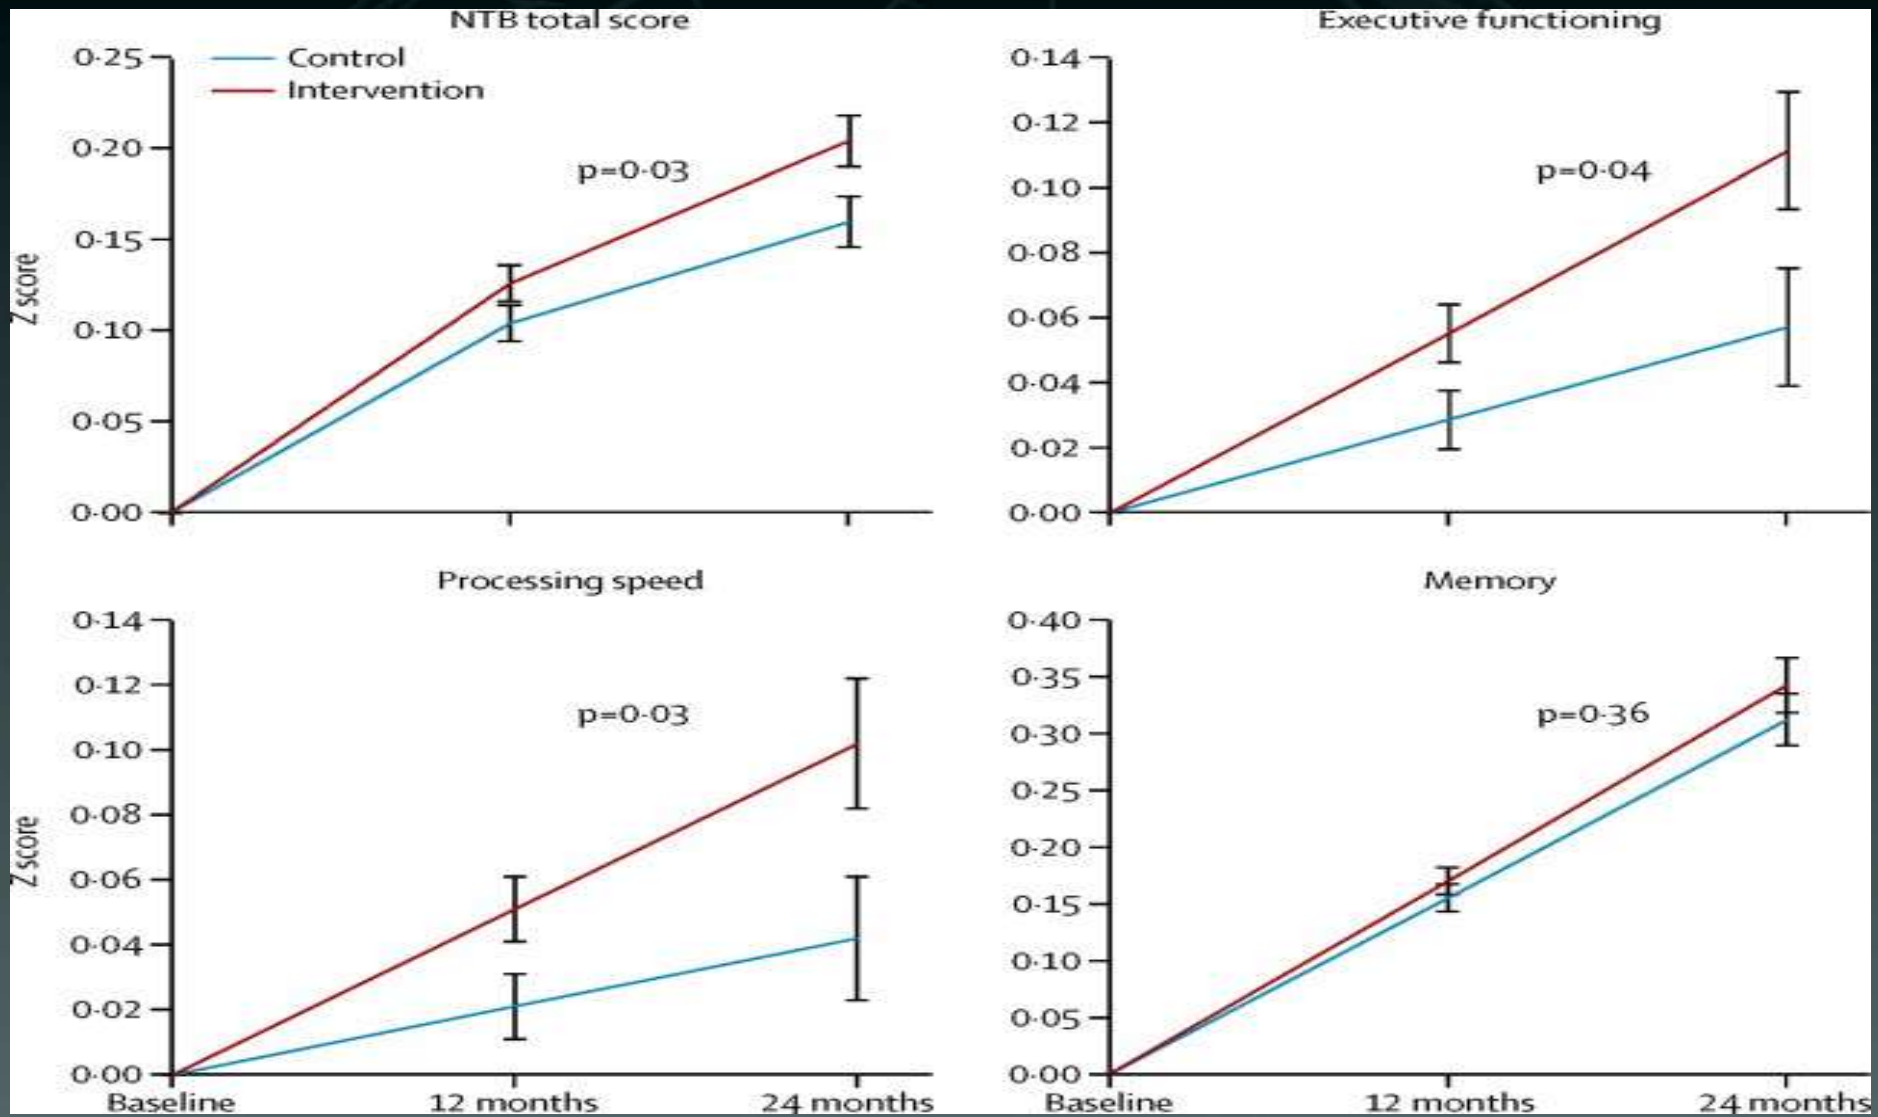 NTB total score
0·25
Control
Intervention
0·20
p=0·03
0·15
0·10
0·05
0·00
Z score
Executive functioning
0·14
0·12
p=0·04
0·10
0·08
0·06
0·04
0·02
0·00
Processing speed
0·14
0·12
p=0·03
0·10
0·08
0·06
0·04
0·02
0·00
Z score
Baseline
12 months
24 months
Memory
0·40
0·35
p=0·36
0·30
0·25
0·20
0·15
0·10
0·05
0·00
Baseline
12 months
24 months